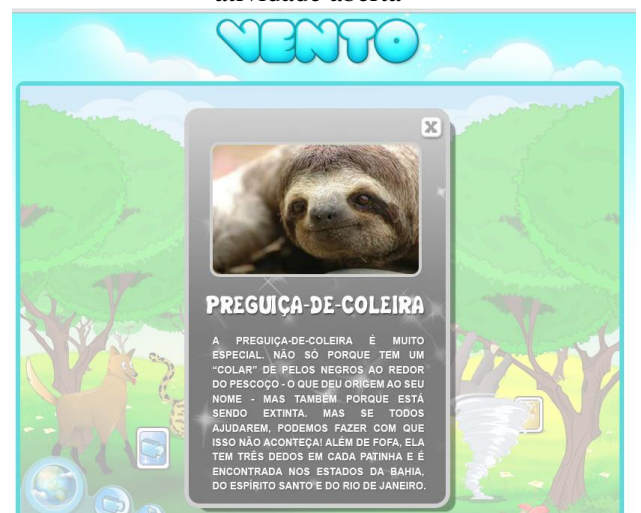 atividade aberta
VENTO
X
PREGUIÇA-DE-COLEIRA
A PREGUIÇA-DE-COLEIRA É MUITO
ESPECIAL. NÃO SÓ PORQUE TEM UM
“COLAR” DE PELOS NEGROS AO REDOR
DO PESCOÇO - O QUE DEU ORIGEM AO SEU
NOME - MAS TAMBÉM PORQUE ESTÁ
SENDO EXTINTA. MAS SE TODOS
AJUDAREM, PODEMOS FAZER COM QUE
ISSO NÃO ACONTEÇA! ALÉM DE FOFA, ELA
TEM TRÊS DEDOS EM CADA PATINHA E É
ENCONTRADA NOS ESTADOS DA BAHIA,
DO ESPÍRITO SANTO E DO RIO DE JANEIRO.